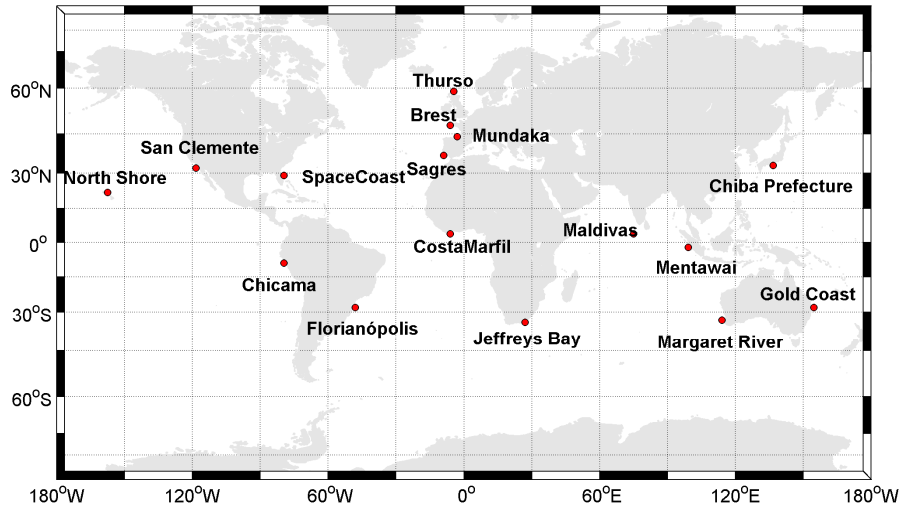 Thurso
60°N
Brest
Mundaka
San Clemente
Sagres
30°N
North Shore
SpaceCoast
Chiba Prefecture
Maldivas
0°
CostaMarfil
Mentawai
Chicama
Gold Coast
30°S
Florianópolis
Jeffreys Bay
Margaret River
60°S
180°W 120°W 60°W 0° 60°E 120°E 180°W